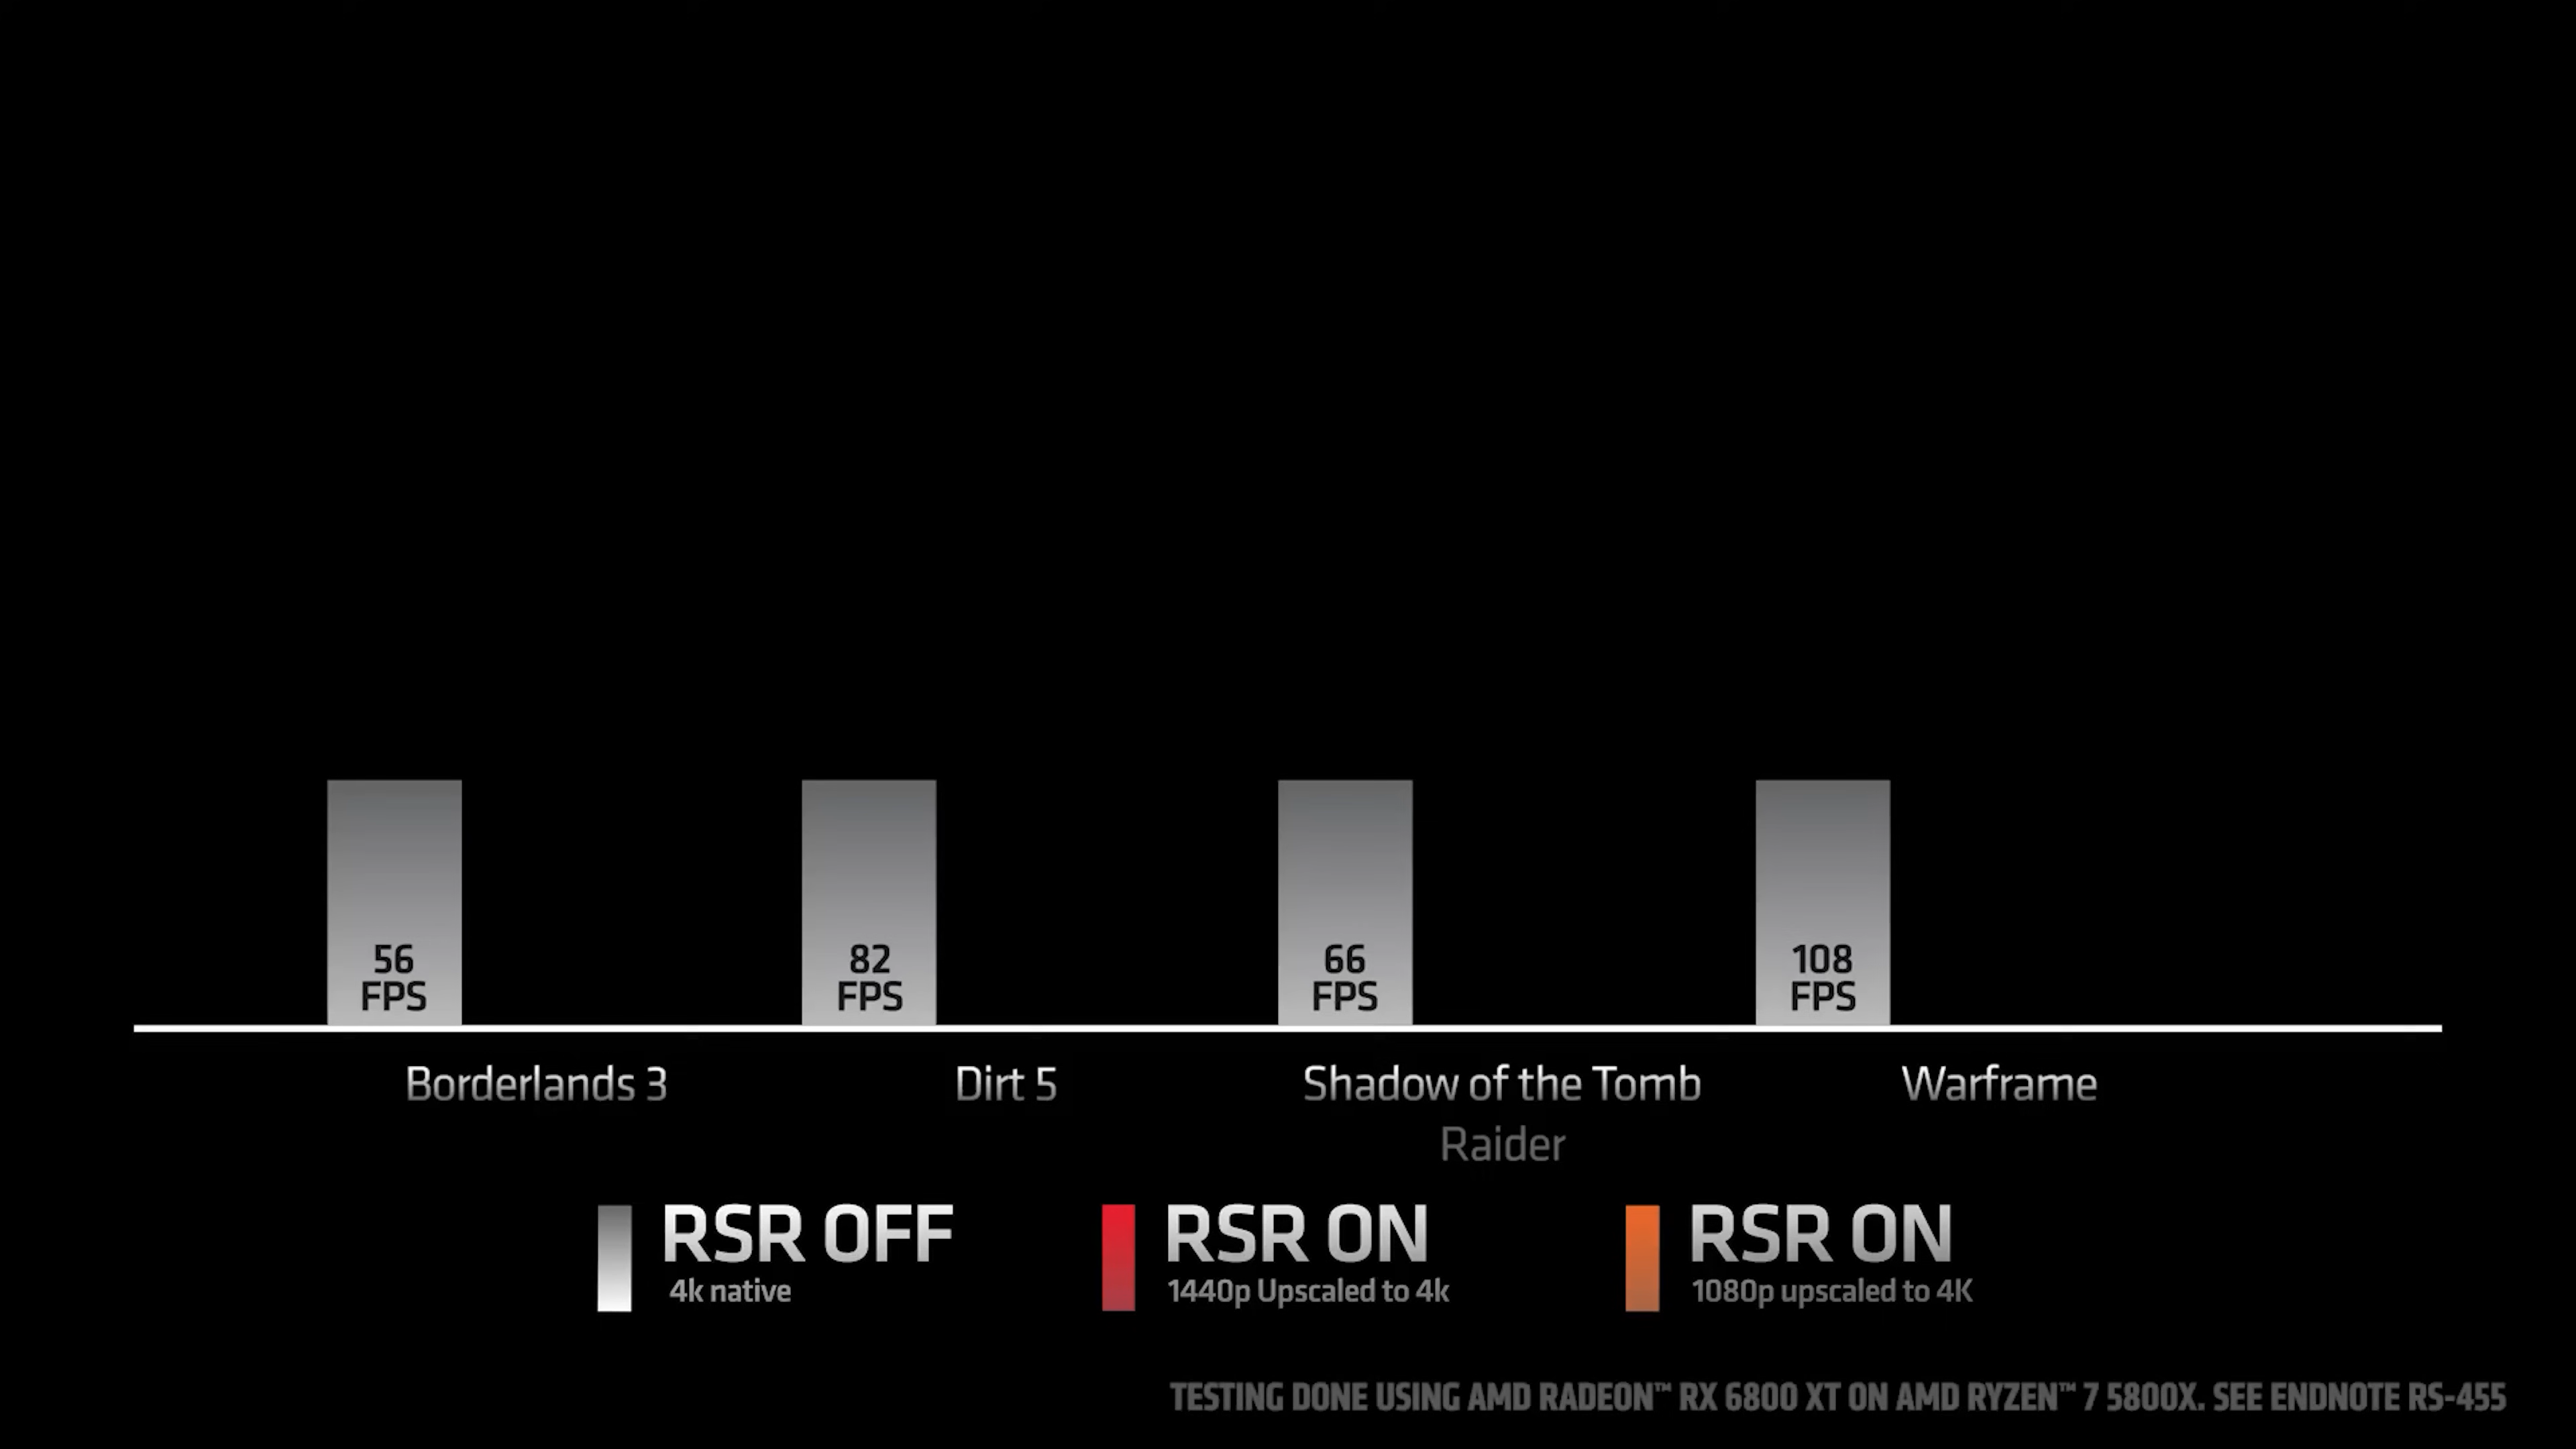 56
FPS
82
FPS
66
FPS
108
FPS
Borderlands 3
Dirt 5
Shadow of the Tomb
Raider
Warframe
RSR OFF
4k native
RSR ON
1440p Upscaled to 4k
RSR ON
1080p upscaled to 4K
TESTING DONE USING AMD RADEON™ RX 6800 XT ON AMD RYZEN™ 7 5800X. SEE ENDNOTE RS-455